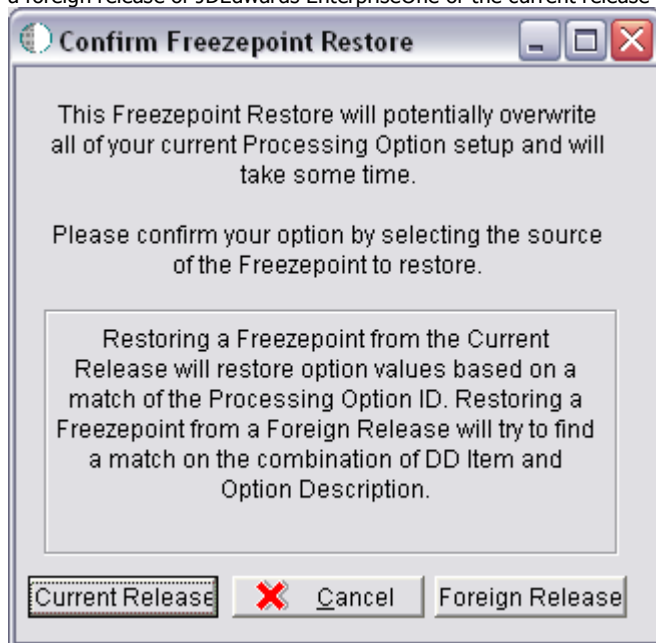 a foreign release of JDEdwards EnterpriseOne or the current release
Confirm Freezepoint Restore
This Freezepoint Restore will potentially overwrite
all of your current Processing Option setup and will
take some time.
Please confirm your option by selecting the source
of the Freezepoint to restore.
Restoring a Freezepoint from the Current
Release will restore option values based on a
match of the Processing Option ID. Restoring a
Freezepoint from a Foreign Release will try to find
a match on the combination of DD Item and
Option Description.
Current Release
Cancel
Foreign Release